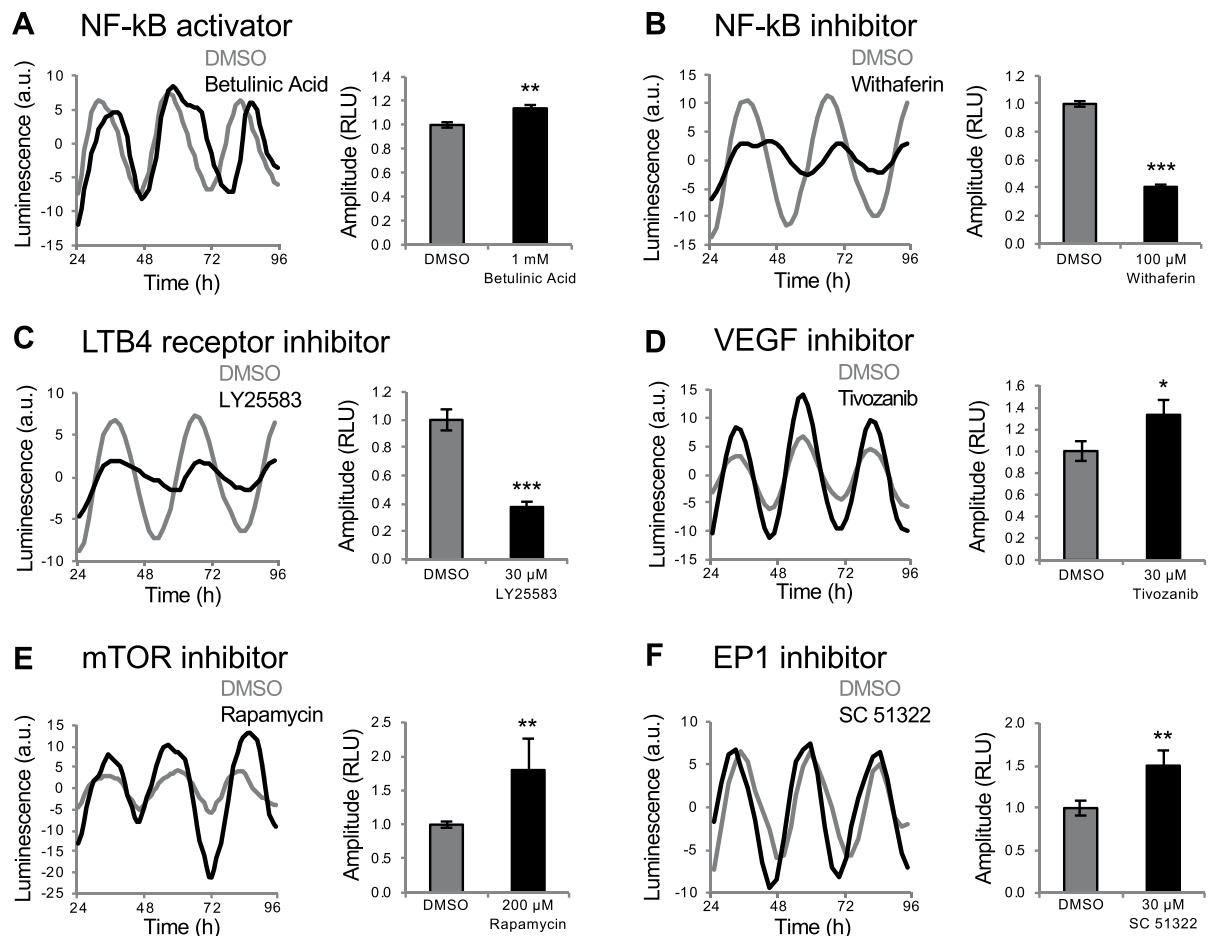 A NF-kB activator
DMSO
Betulinic Acid
Luminescence (a.u.)
10
5
0
-5
-10
-15
24 48 72 96
Time (h)
Amplitude (RLU)
1.4
1.2
1.0
0.8
0.6
0.4
0.2
0.0
**
DMSO 1 mM
Betulinic Acid
B NF-kB inhibitor
DMSO
Withaferin
Luminescence (a.u.)
15
10
5
0
-5
-10
-15
24 48 72 96
Time (h)
Amplitude (RLU)
1.4
1.2
1.0
0.8
0.6
0.4
0.2
0.0
***
DMSO 100 µM
Withaferin
C LTB4 receptor inhibitor
DMSO
LY25583
Luminescence (a.u.)
10
5
0
-5
-10
24 48 72 96
Time (h)
Amplitude (RLU)
1.2
1.0
0.8
0.6
0.4
0.2
0.0
***
DMSO 30 µM
LY25583
D VEGF inhibitor
DMSO
Tivozanib
Luminescence (a.u.)
15
10
5
0
-5
-10
-15
24 48 72 96
Time (h)
Amplitude (RLU)
1.6
1.4
1.2
1.0
0.8
0.6
0.4
0.2
0.0
*
DMSO 30 µM
Tivozanib
E mTOR inhibitor
DMSO
Rapamycin
Luminescence (a.u.)
15
10
5
0
-5
-10
-15
-20
-25
24 48 72 96
Time (h)
Amplitude (RLU)
2.5
2.0
1.5
1.0
0.5
0.0
**
DMSO 200 µM
Rapamycin
F EP1 inhibitor
DMSO
SC 51322
Luminescence (a.u.)
10
5
0
-5
-10
24 48 72 96
Time (h)
Amplitude (RLU)
2.0
1.5
1.0
0.5
0.0
**
DMSO 30 µM
SC 51322